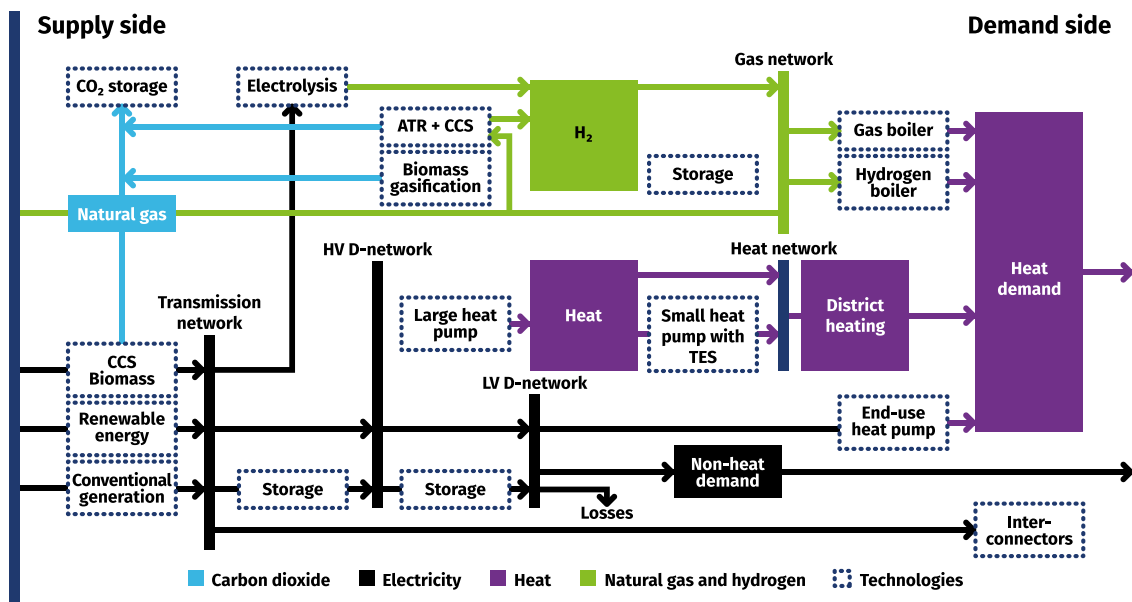 Supply side
Demand side
Gas network
CO₂ storage
Electrolysis
ATR + CCS
H₂
Gas boiler
Biomass
gasification
Storage
Hydrogen
boiler
Natural gas
HV D-network
Heat network
Transmission
network
Large heat
pump
Heat
Small heat
pump with
TES
District
heating
Heat
demand
CCS
Biomass
LV D-network
Renewable
energy
End-use
heat pump
Conventional
generation
Storage
Storage
Non-heat
demand
Losses
Inter-
connectors
Carbon dioxide
Electricity
Heat
Natural gas and hydrogen
Technologies